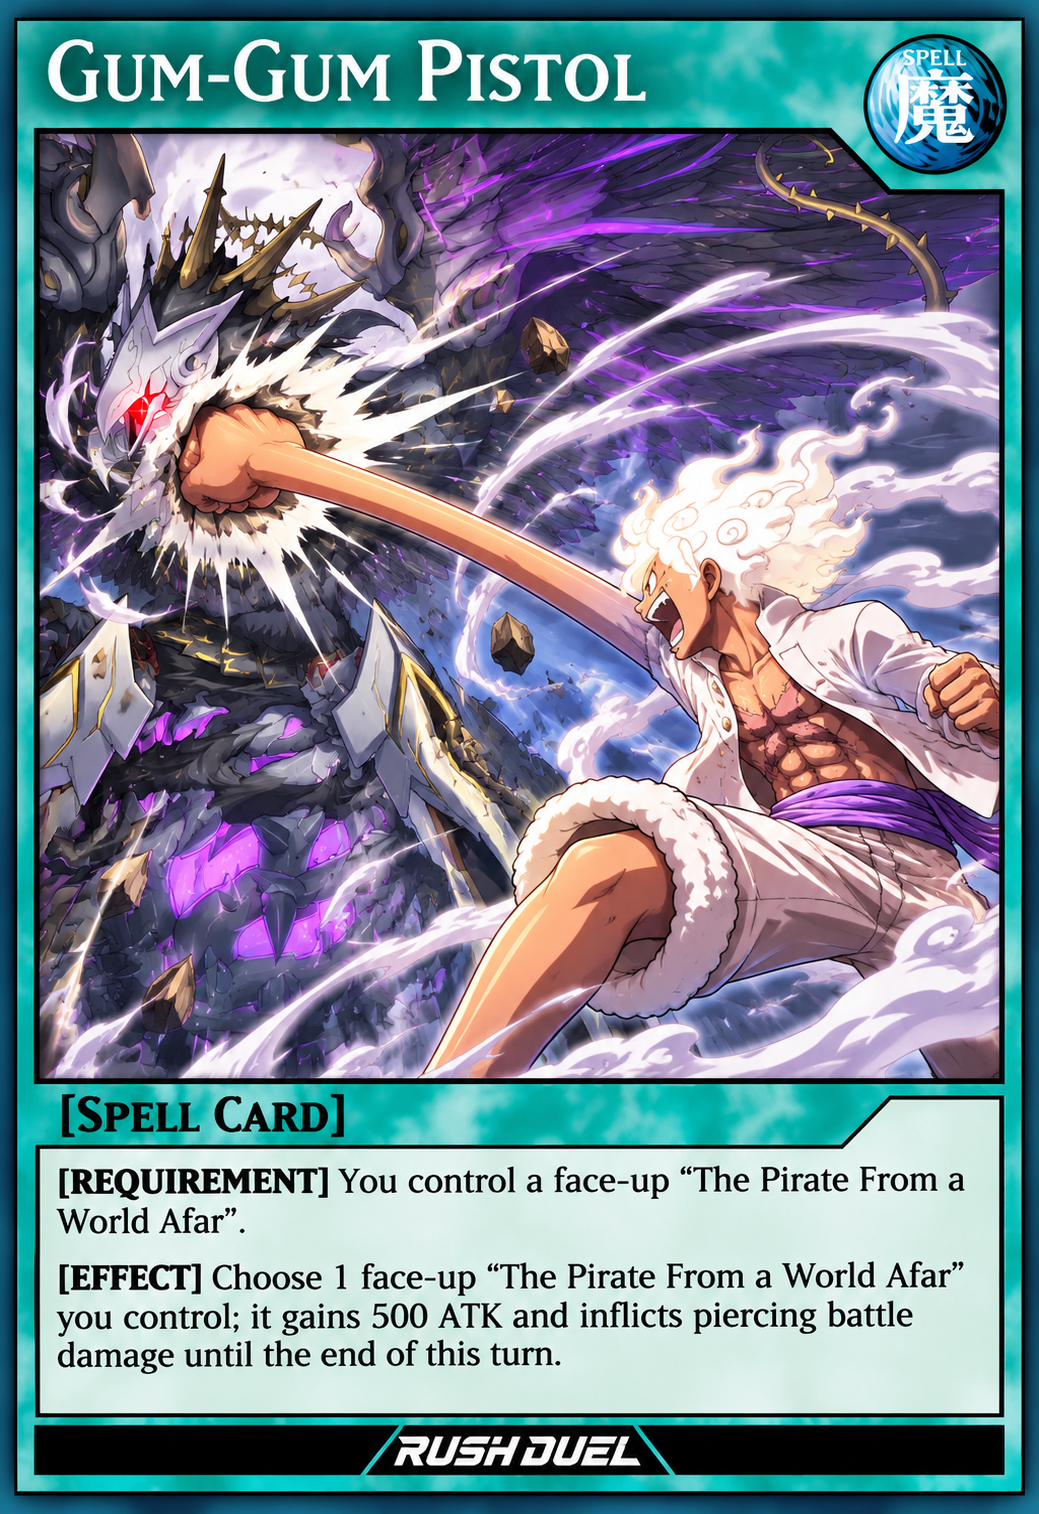 Gum-Gum Pistol
SPELL
魔
[Spell Card]
[REQUIREMENT] You control a face-up “The Pirate From a
World Afar”.
[EFFECT] Choose 1 face-up “The Pirate From a World Afar”
you control; it gains 500 ATK and inflicts piercing battle
damage until the end of this turn.
RUSH DUEL